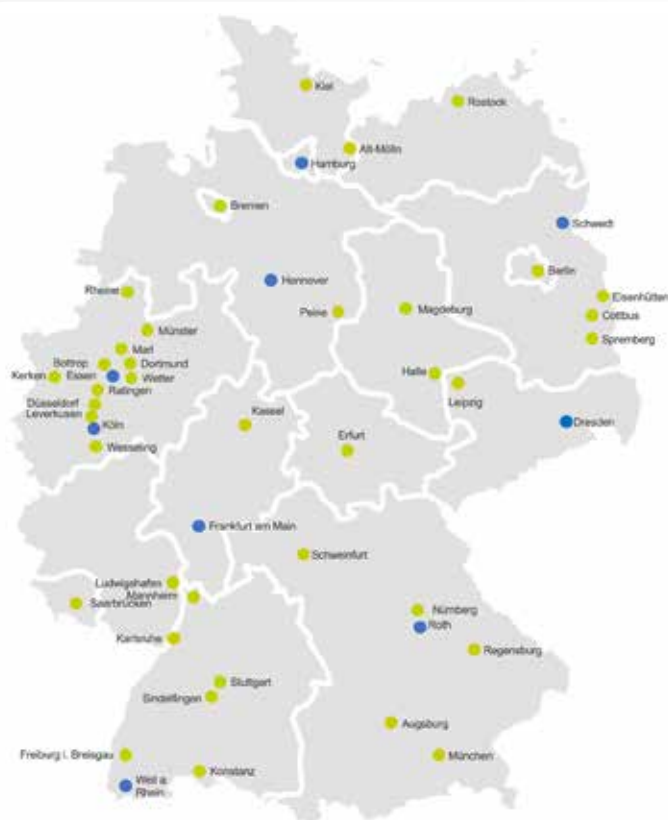 Kiel
Rostock
Alt-Mölln
Hamburg
Bremen
Schwedt
Berlin
Hannover
Rheine
Eisenhütten
Magdeburg
Peine
Cottbus
Münster
Spremberg
Marl
Bottrop
Dortmund
Kerken
Essen
Wetter
Halle
Ratingen
Leipzig
Düsseldorf
Leverkusen
Kassel
Köln
Dresden
Erfurt
Wesseling
Frankfurt am Main
Schweinfurt
Ludwigshafen
Mannheim
Saarbrücken
Nürnberg
Roth
Karlsruhe
Regensburg
Stuttgart
Sindelfingen
Augsburg
Freiburg i. Breisgau
München
Konstanz
Weil a.
Rhein